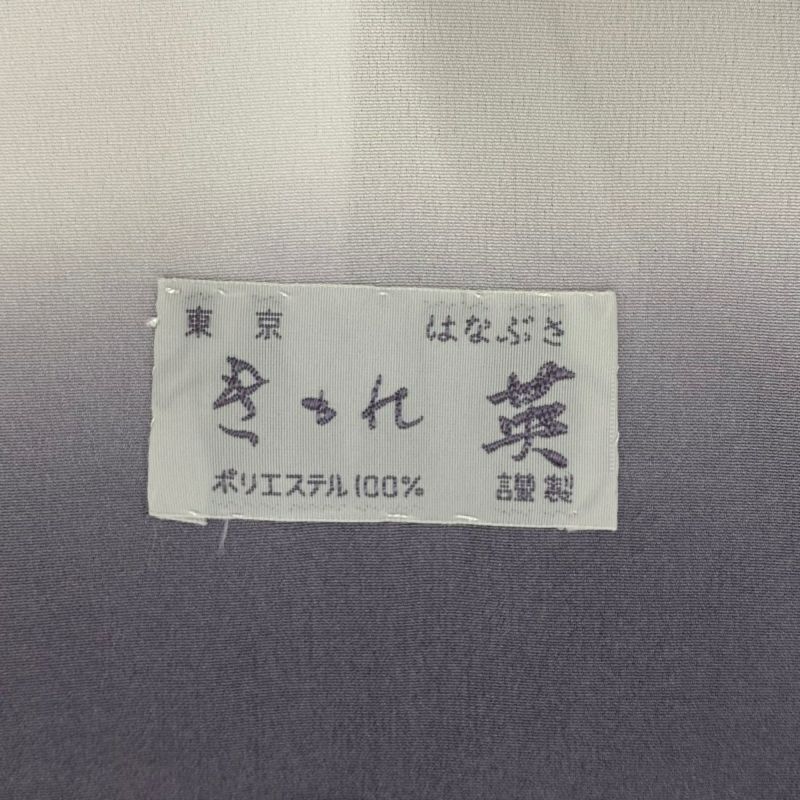 東京 はなぶさ
きもれ 英
ポリエステル100% 謹製